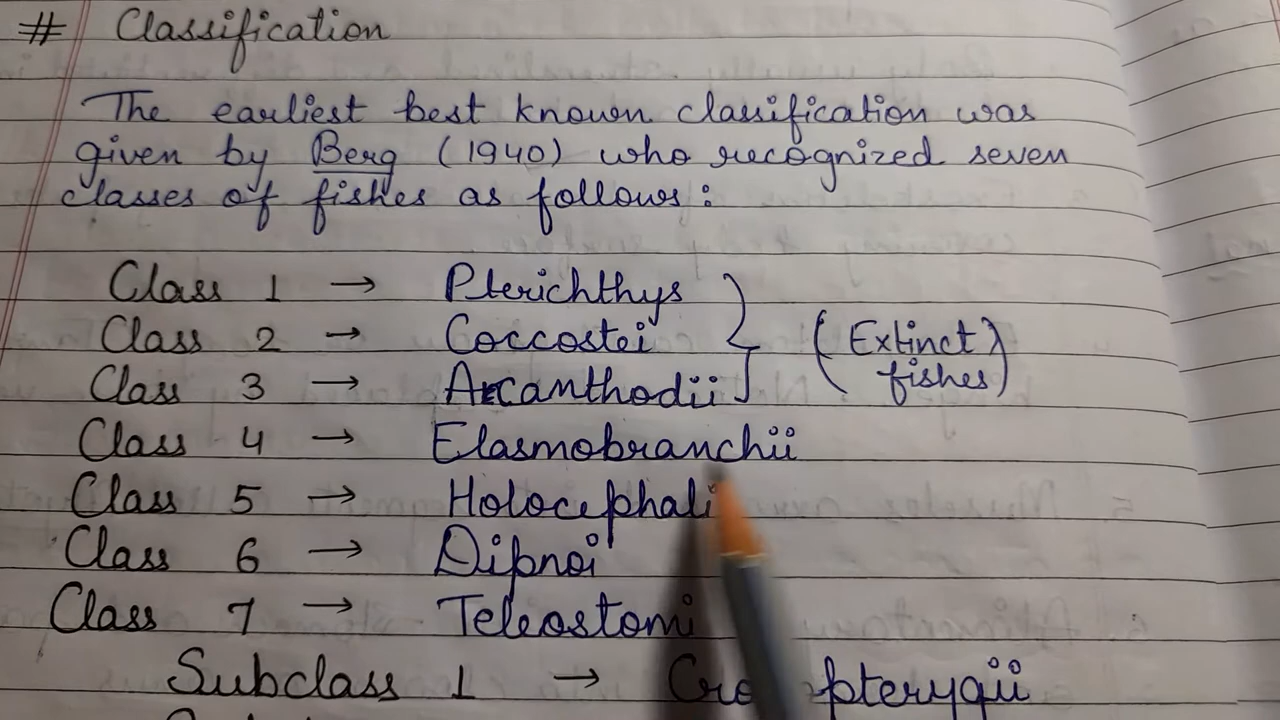 # Classification
The earliest best known classification was
given by Berg (1940) who recognized seven
classes of fishes as follows:
Class 1 → Pterichthys
Class 2 → Coccostei (Extinct
Class 3 → Acanthodii fishes)
Class 4 → Elasmobranchii
Class 5 → Holocephali
Class 6 → Dipnoi
Class 7 → Teleostomi
Subclass 1 →